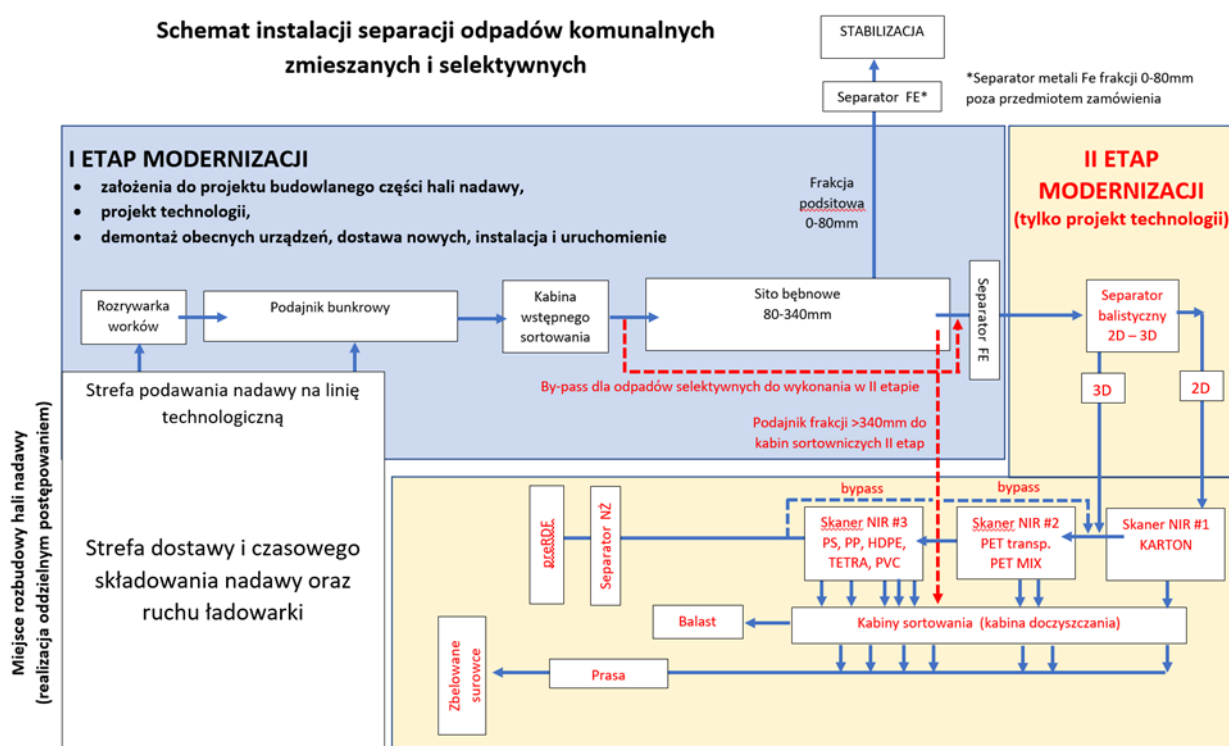 Schemat instalacji separacji odpadów komunalnych
zmieszanych i selektywnych
STABILIZACJA
Separator FE*
*Separator metali Fe frakcji 0-80mm
poza przedmiotem zamówienia
I ETAP MODERNIZACJI
• założenia do projektu budowlanego części hali nadawy,
• projekt technologii,
• demontaż obecnych urządzeń, dostawa nowych, instalacja i uruchomienie
Frakcja
podsitowa
0-80mm
II ETAP
MODERNIZACJI
(tylko projekt technologii)
Rozrywarka
worków
Podajnik bunkrowy
Kabina
wstępnego
sortowania
Sito bębnowe
80-340mm
Separator FE
Separator
balistyczny
2D – 3D
By-pass dla odpadów selektywnych do wykonania w II etapie
3D
2D
Strefa podawania nadawy na linię
technologiczną
Podajnik frakcji >340mm do
kabin sortowniczych II etap
Miejsce rozbudowy hali nadawy
(realizacja oddzielnym postępowaniem)
Strefa dostawy i czasowego
składowania nadawy oraz
ruchu ładowarki
bypass
bypass
preRDF
Separator NŻ
Skaner NIR #3
PS, PP, HDPE,
TETRA, PVC
Skaner NIR #2
PET transp.
PET MIX
Skaner NIR #1
KARTON
Balast
Kabiny sortowania (kabina doczyszczania)
Zbelowane
surowce
Prasa